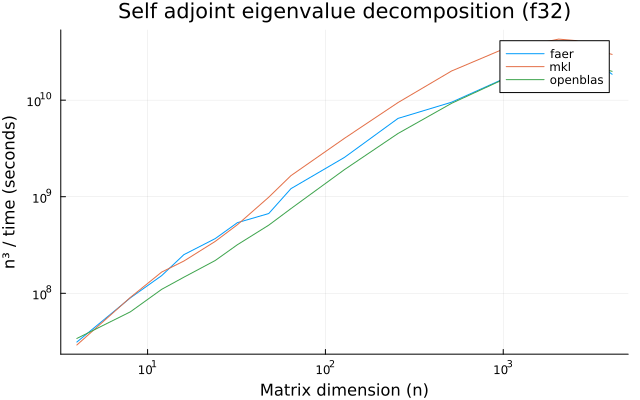 Self adjoint eigenvalue decomposition (f32)
faer
mkl
openblas
10¹⁰
10⁹
10⁸
n³ / time (seconds)
10¹ 10² 10³
Matrix dimension (n)